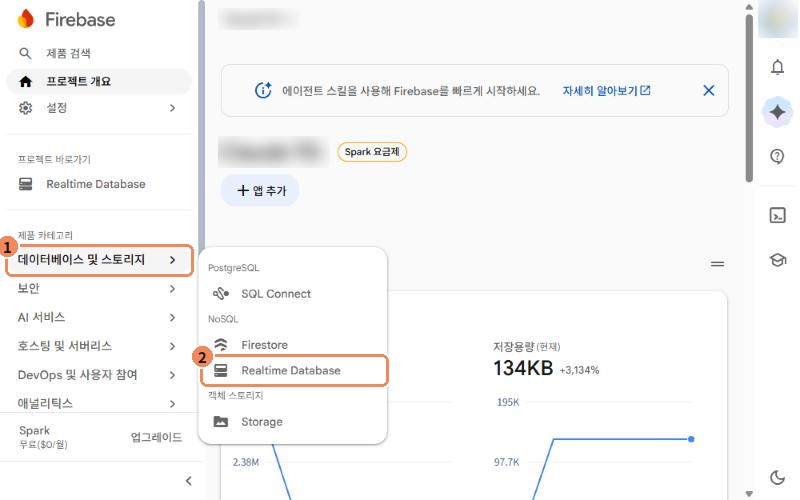 Firebase
제품 검색
프로젝트 개요
설정
프로젝트 바로가기
Realtime Database
제품 카테고리
1
데이터베이스 및 스토리지
보안
AI 서비스
호스팅 및 서버리스
DevOps 및 사용자 참여
애널리틱스
Spark
무료($0/월)
업그레이드
에이전트 스킬을 사용해 Firebase를 빠르게 시작하세요.
자세히 알아보기
Spark 요금제
+ 앱 추가
PostgreSQL
SQL Connect
NoSQL
Firestore
2
Realtime Database
객체 스토리지
Storage
2.38M
저장용량 (현재)
134KB +3,134%
195K
97.7K